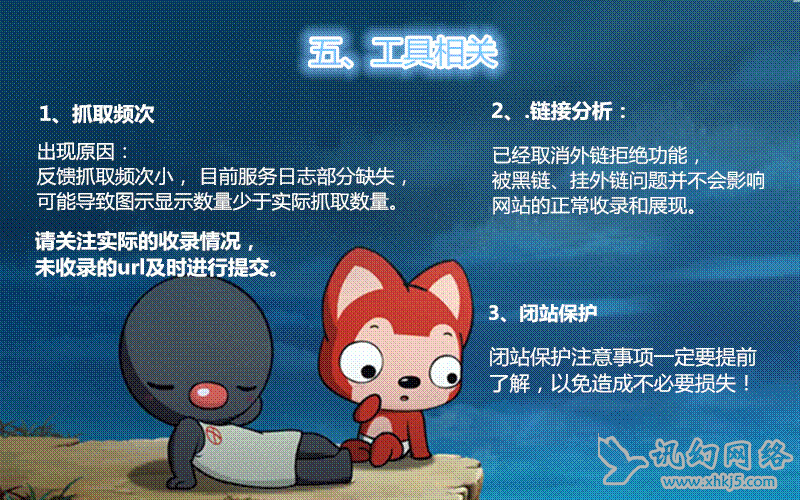 五、工具相关
1、抓取频次
出现原因：
反馈抓取频次小， 目前服务日志部分缺失，
可能导致图示显示数量少于实际抓取数量。
请关注实际的收录情况，
未收录的url及时进行提交。
2、.链接分析：
已经取消外链拒绝功能，
被黑链、挂外链问题并不会影响
网站的正常收录和展现。
3、闭站保护
闭站保护注意事项一定要提前
了解，以免造成不必要损失！
讯幻网络
www.xhkj5.com